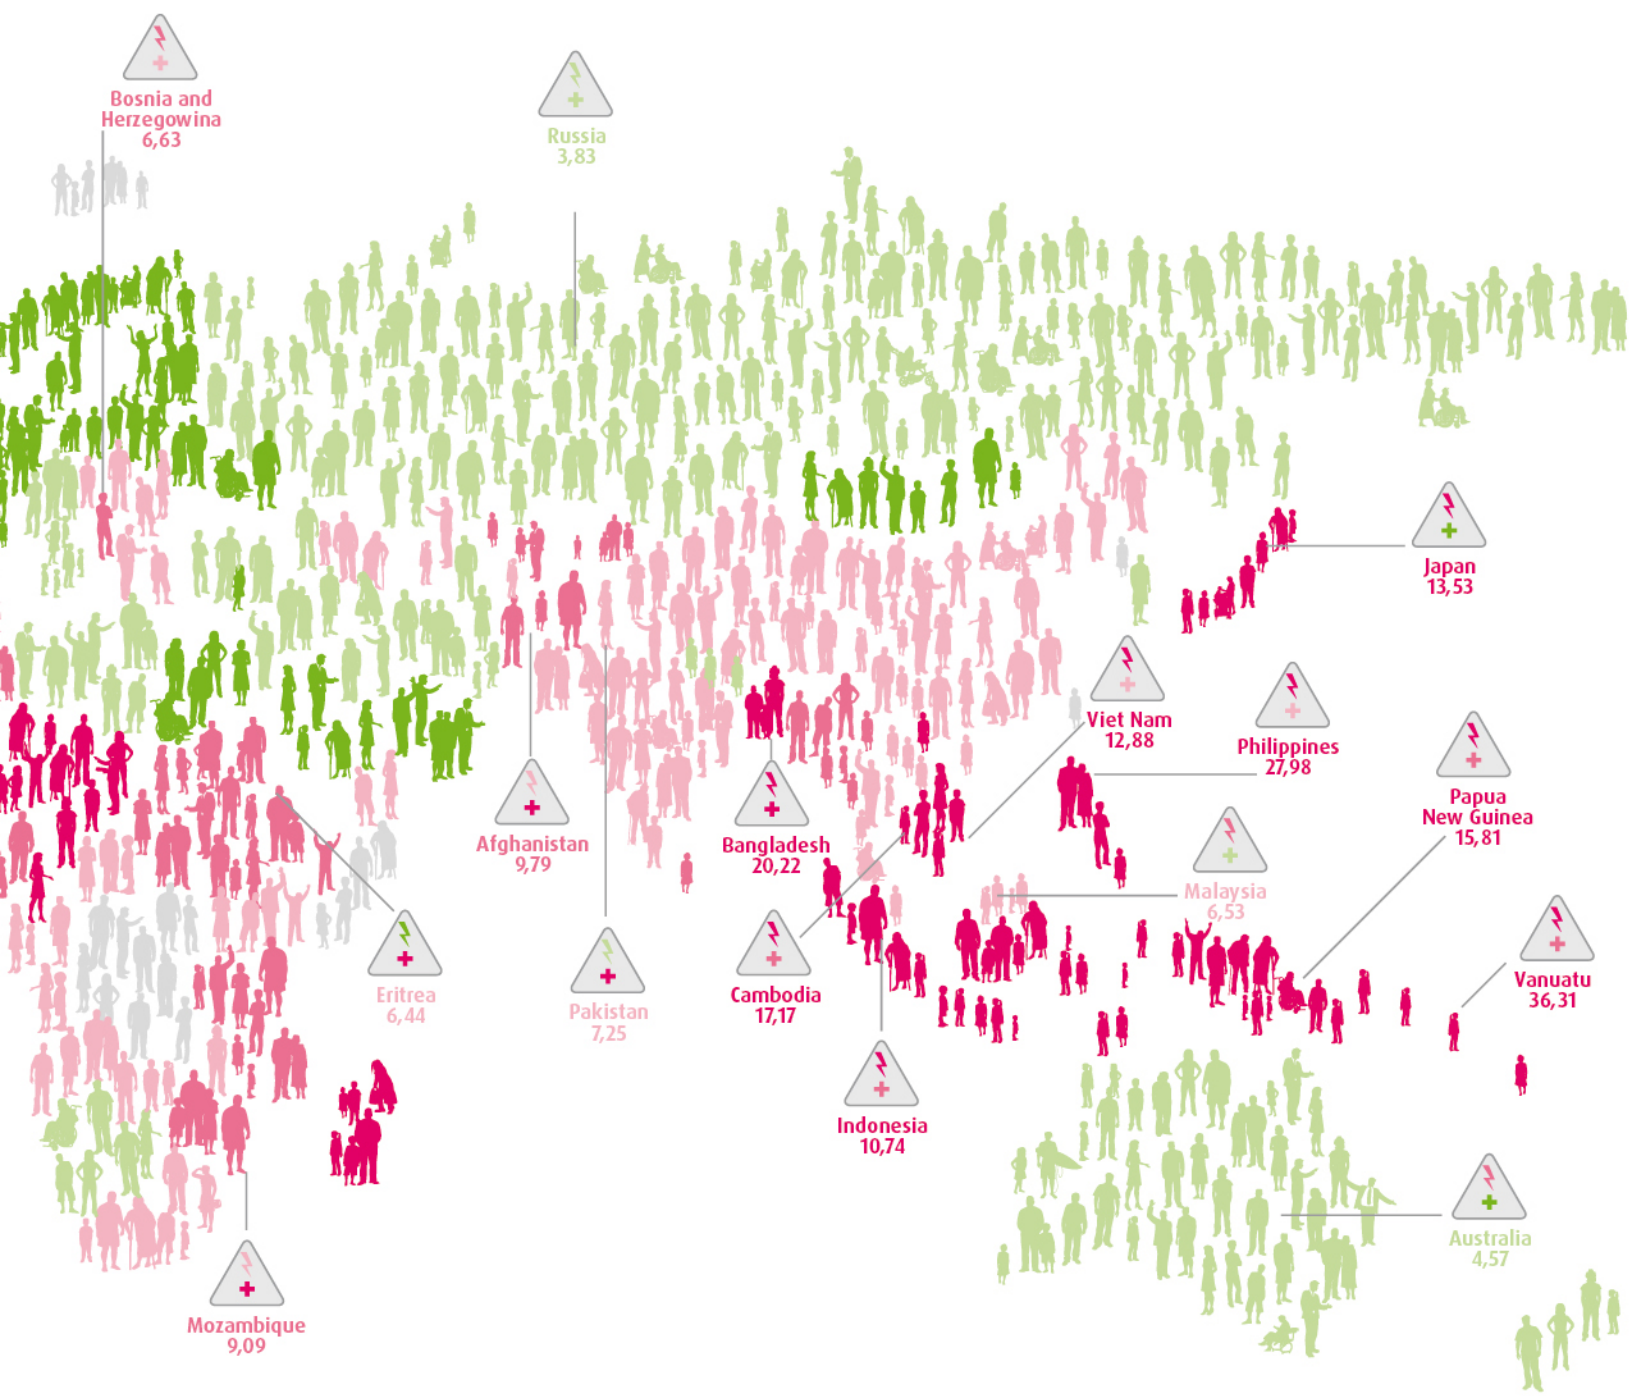 Bosnia and
Herzegowina
6,63
Russia
3,83
Japan
13,53
Viet Nam
12,88
Philippines
27,98
Papua
New Guinea
15,81
Afghanistan
9,79
Bangladesh
20,22
Malaysia
6,53
Eritrea
6,44
Pakistan
7,25
Cambodia
17,17
Vanuatu
36,31
Indonesia
10,74
Australia
4,57
Mozambique
9,09